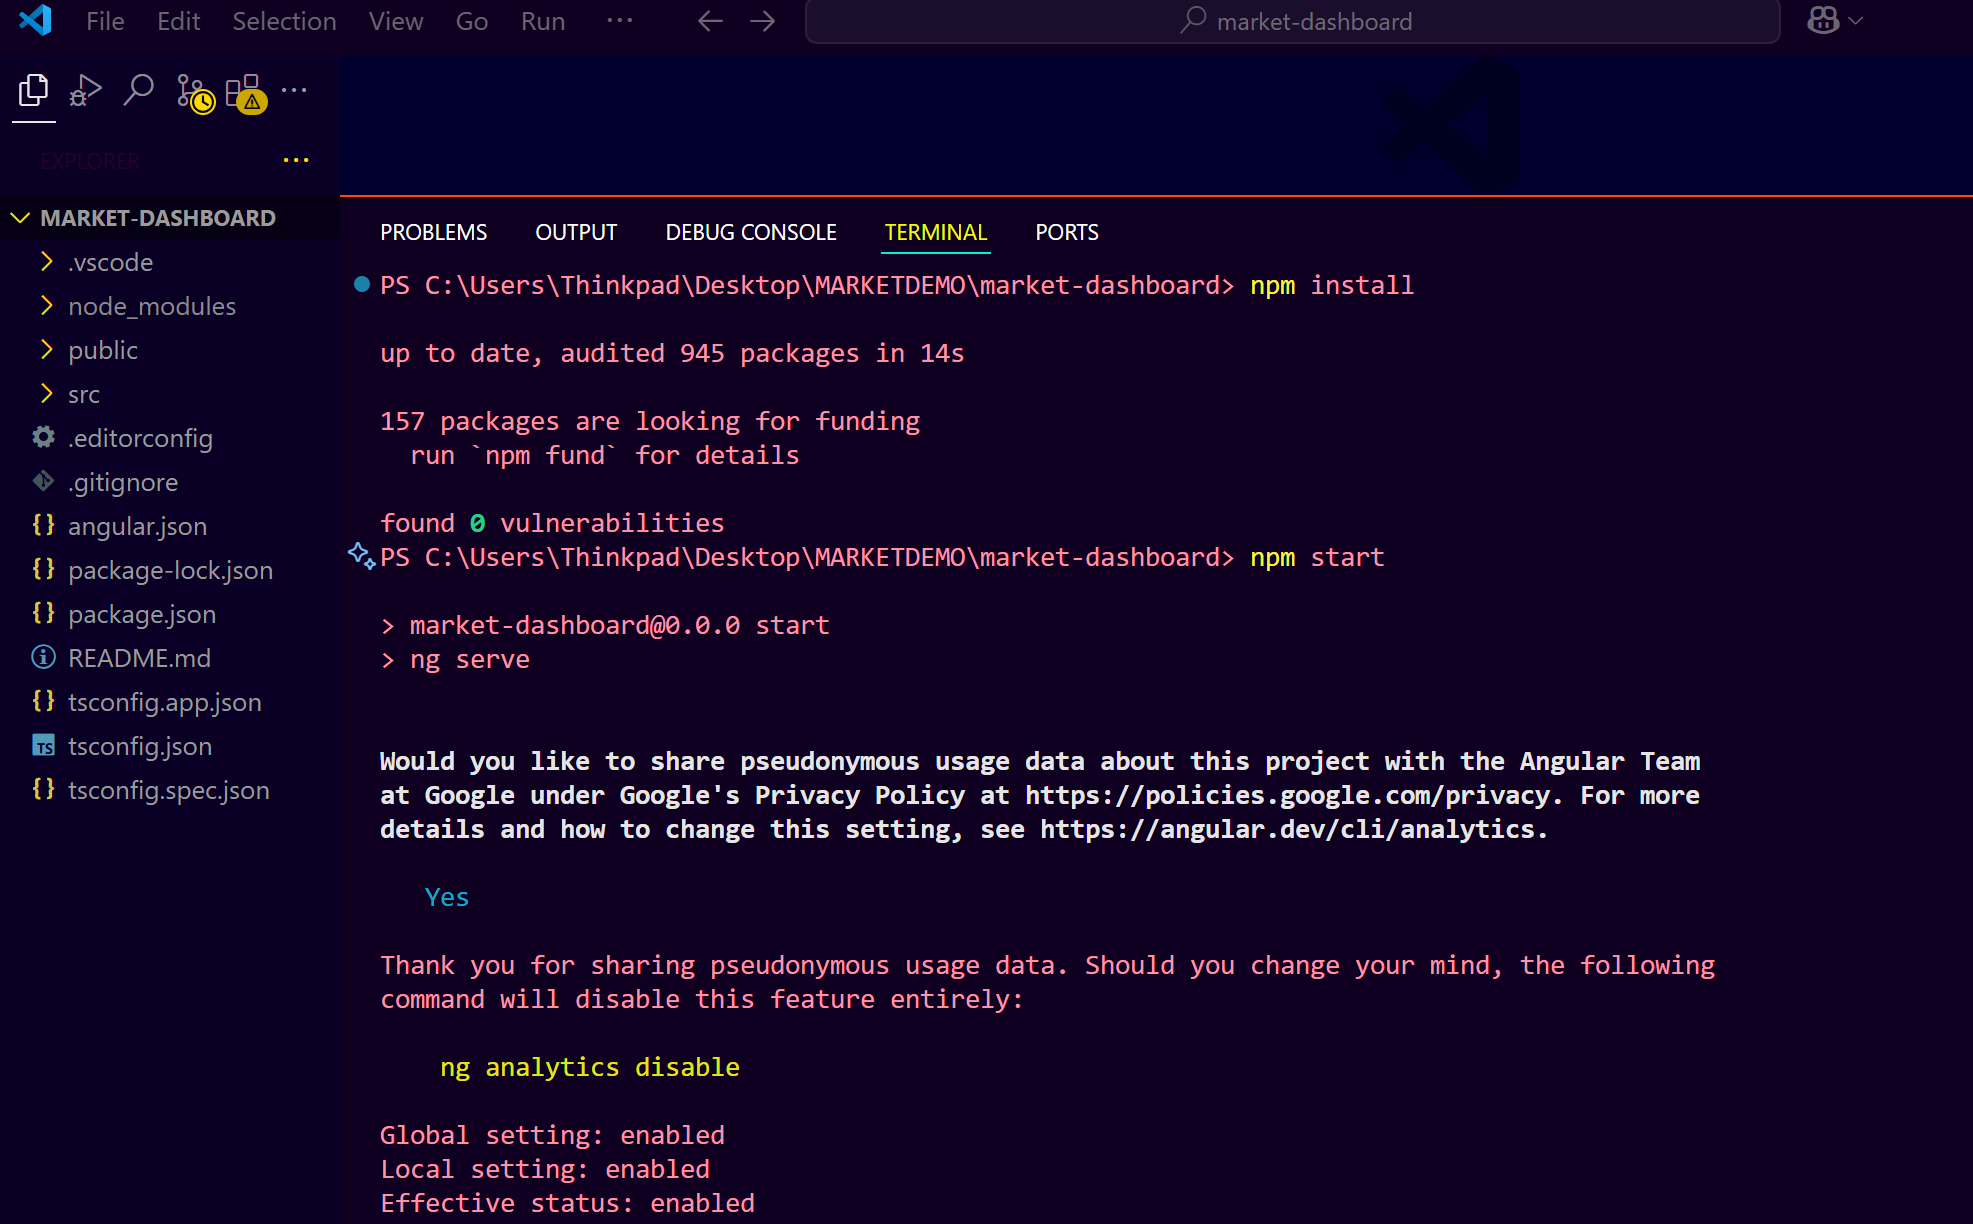 File Edit Selection View Go Run ···
market-dashboard
EXPLORER
MARKET-DASHBOARD
.vscode
node_modules
public
src
.editorconfig
.gitignore
angular.json
package-lock.json
package.json
README.md
tsconfig.app.json
tsconfig.json
tsconfig.spec.json
PROBLEMS OUTPUT DEBUG CONSOLE TERMINAL PORTS
PS C:\Users\Thinkpad\Desktop\MARKETDEMO\market-dashboard> npm install
up to date, audited 945 packages in 14s
157 packages are looking for funding
run `npm fund` for details
found 0 vulnerabilities
PS C:\Users\Thinkpad\Desktop\MARKETDEMO\market-dashboard> npm start
> market-dashboard@0.0.0 start
> ng serve
Would you like to share pseudonymous usage data about this project with the Angular Team
at Google under Google's Privacy Policy at https://policies.google.com/privacy. For more
details and how to change this setting, see https://angular.dev/cli/analytics.
Yes
Thank you for sharing pseudonymous usage data. Should you change your mind, the following
command will disable this feature entirely:
ng analytics disable
Global setting: enabled
Local setting: enabled
Effective status: enabled